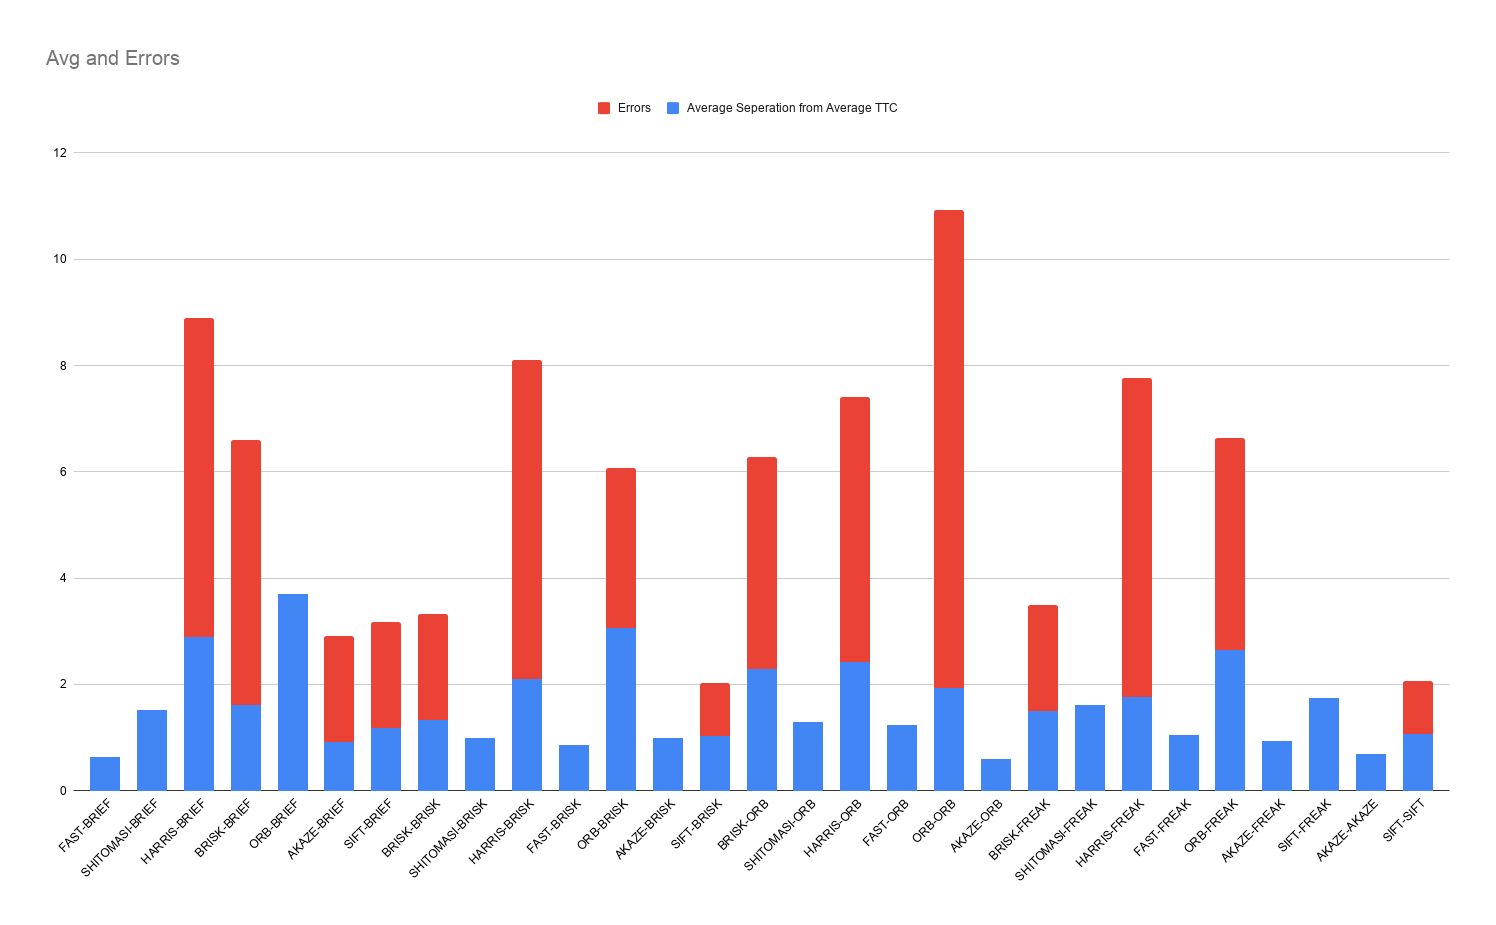 Avg and Errors
Errors
Average Seperation from Average TTC
12
10
8
6
4
2
0
FAST-BRIEF
SHITOMASI-BRIEF
HARRIS-BRIEF
BRISK-BRIEF
ORB-BRIEF
AKAZE-BRIEF
SIFT-BRIEF
BRISK-BRISK
SHITOMASI-BRISK
HARRIS-BRISK
FAST-BRISK
ORB-BRISK
AKAZE-BRISK
SIFT-BRISK
BRISK-ORB
SHITOMASI-ORB
HARRIS-ORB
FAST-ORB
ORB-ORB
AKAZE-ORB
BRISK-FREAK
SHITOMASI-FREAK
HARRIS-FREAK
FAST-FREAK
ORB-FREAK
AKAZE-FREAK
SIFT-FREAK
AKAZE-AKAZE
SIFT-SIFT